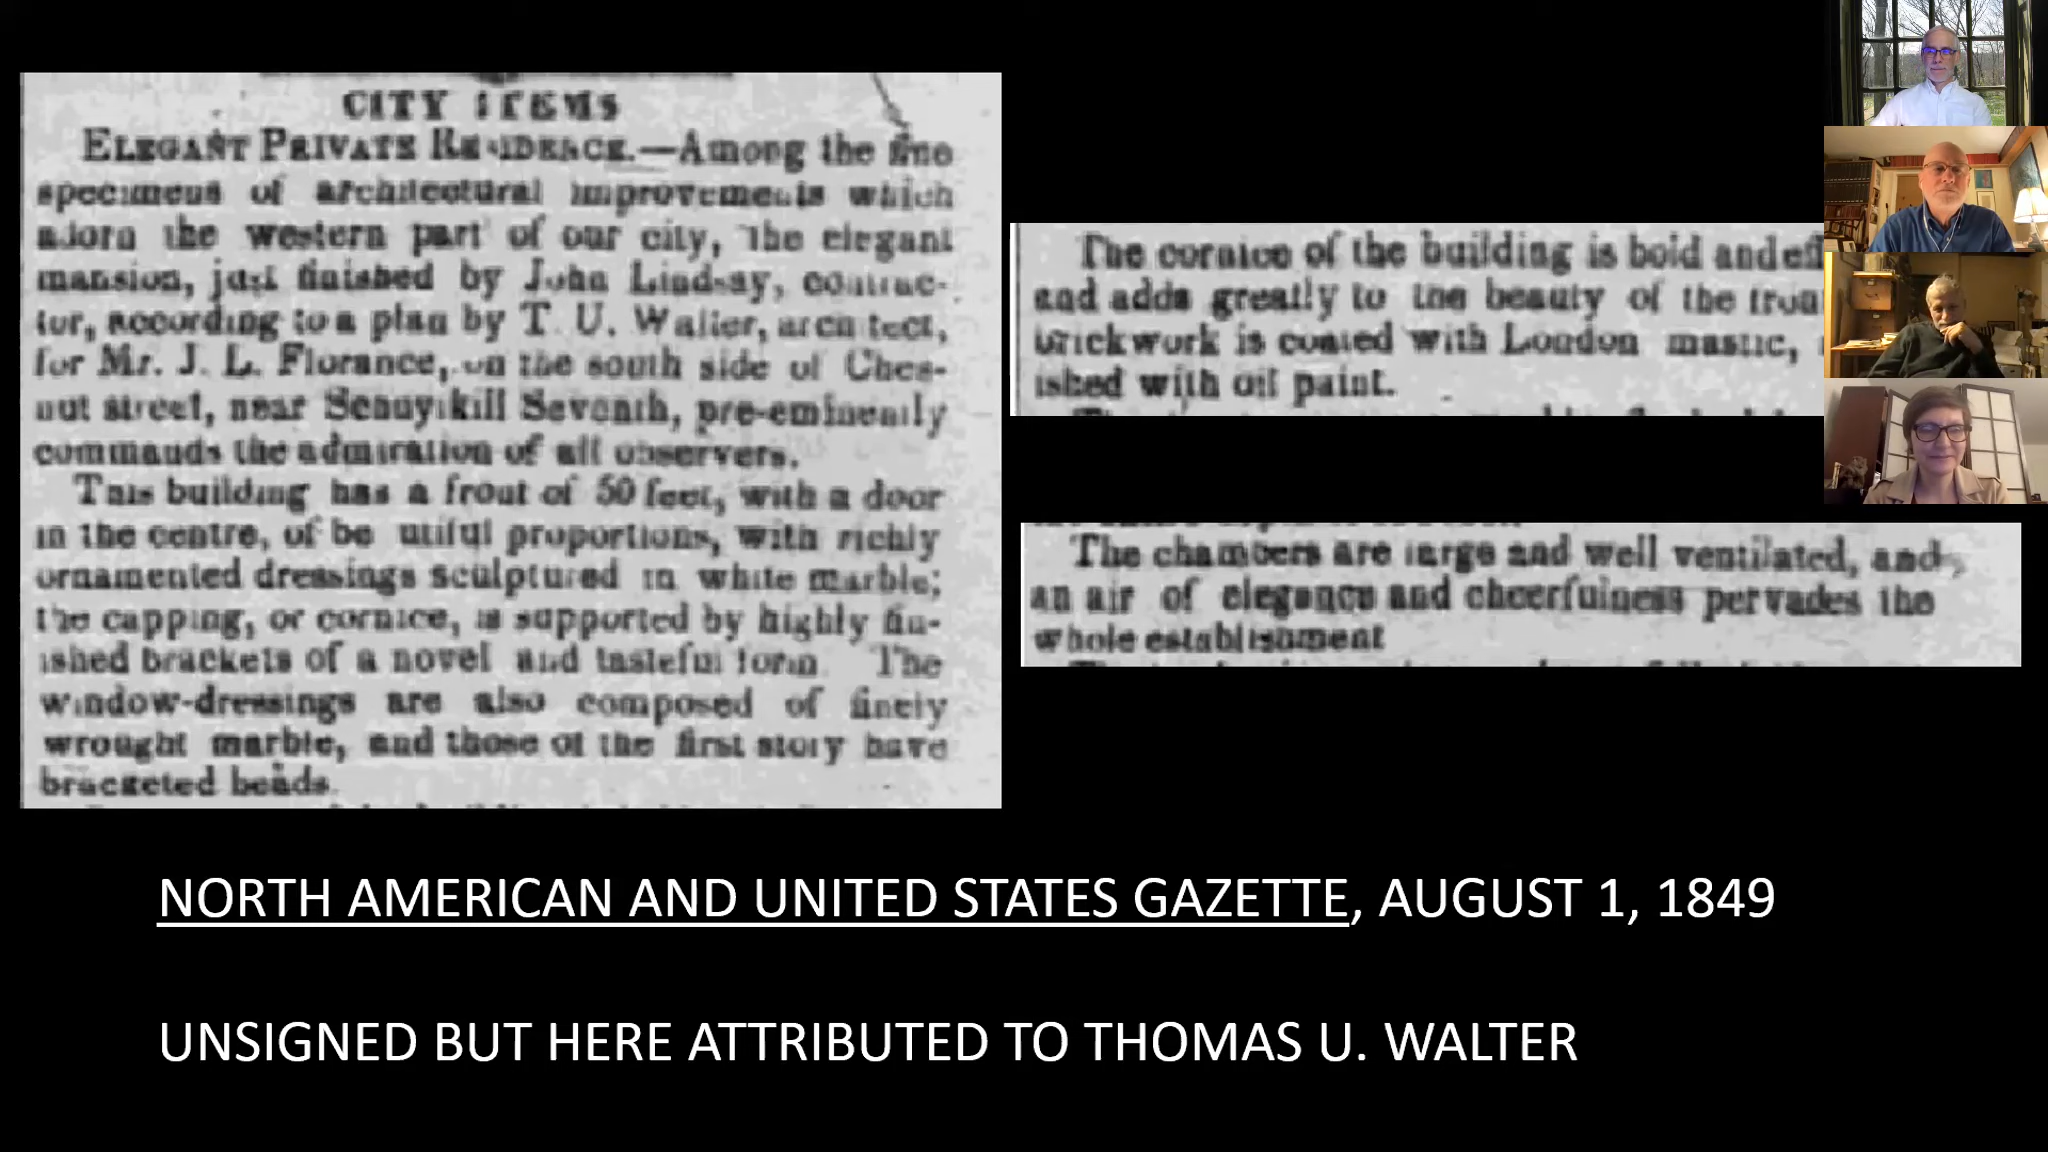 CITY ITEMS
ELEGANT PRIVATE RESIDENCE.—Among the fine
specimens of architectural improvements which
adorn the western part of our city, the elegant
mansion, just finished by John Lindsay, contrac-
tor, according to a plan by T. U. Walter, architect,
for Mr. J. L. Florance, on the south side of Ches-
nut street, near Schuylkill Seventh, pre-eminently
commands the admiration of all observers.
This building has a front of 50 feet, with a door
in the centre, of beautiful proportions, with richly
ornamented dressings sculptured in white marble;
the capping, or cornice, is supported by highly fin-
ished brackets of a novel and tasteful form. The
window-dressings are also composed of finely
wrought marble, and those of the first story have
bracketed heads.
The cornice of the building is bold and
and adds greatly to the beauty of the
brickwork is coated with London mastic,
ished with oil paint.
The chambers are large and well ventilated, and
an air of elegance and cheerfulness pervades the
whole establishment
NORTH AMERICAN AND UNITED STATES GAZETTE, AUGUST 1, 1849
UNSIGNED BUT HERE ATTRIBUTED TO THOMAS U. WALTER